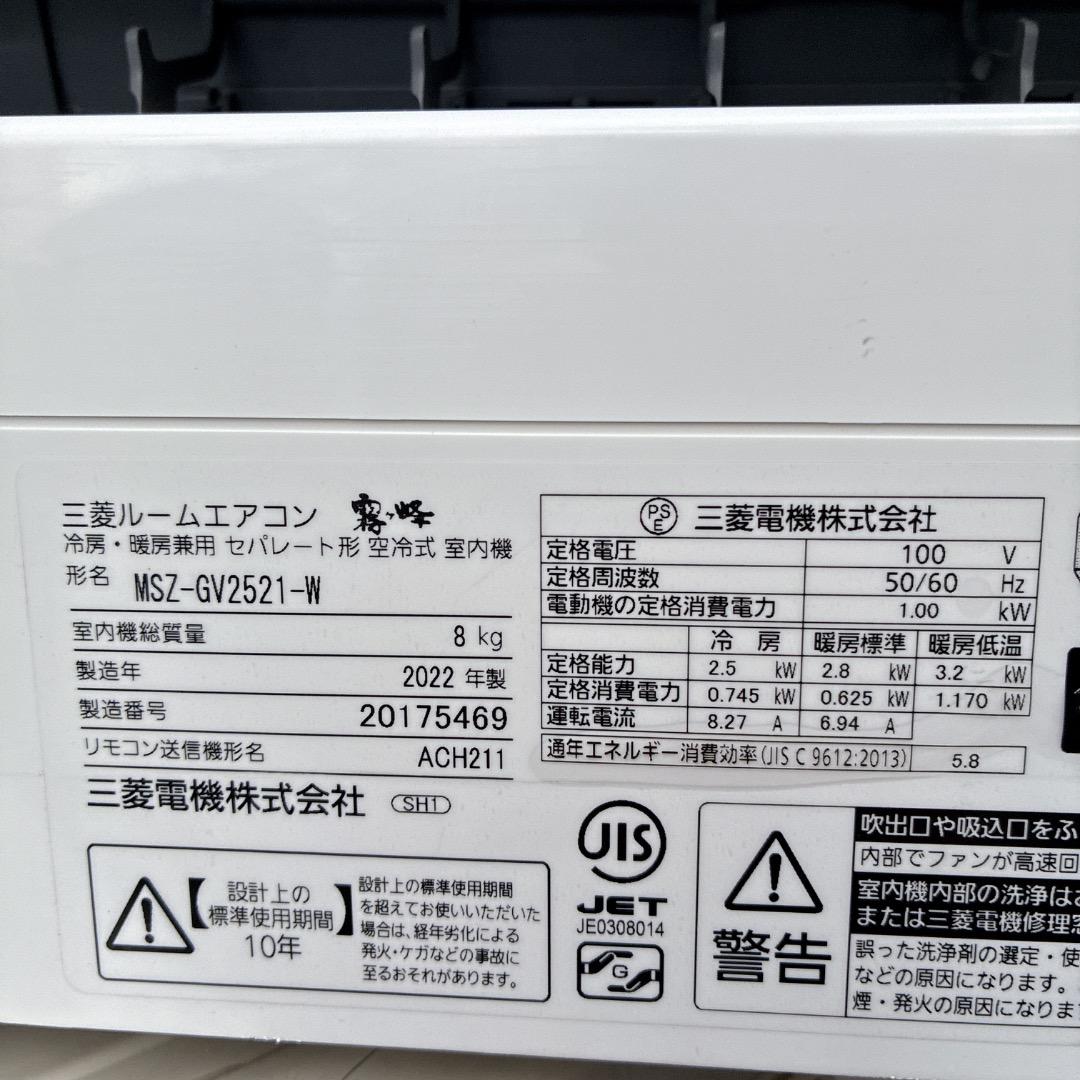 三菱ルームエアコン 霧ヶ峰
冷房・暖房兼用 セパレート形 空冷式 室内機
形名 MSZ-GV2521-W
室内機総質量 8 kg
製造年 2022 年製
製造番号 20175469
リモコン送信機形名 ACH211
三菱電機株式会社 SH1
PSE 三菱電機株式会社
定格電圧 100 V
定格周波数 50/60 Hz
電動機の定格消費電力 1.00 kW
冷 房 暖房標準 暖房低温
定格能力 2.5 kW 2.8 kW 3.2 kW
定格消費電力 0.745 kW 0.625 kW 1.170 kW
運転電流 8.27 A 6.94 A
通年エネルギー消費効率(JIS C 9612:2013) 5.8
【設計上の
標準使用期間】
10年
設計上の標準使用期間
を超えてお使いいただいた
場合は、経年劣化による
発火・ケガなどの事故に
至るおそれがあります。
JIS
JET
JE0308014
G
警告
吹出口や吸込口をふ
内部でファンが高速回
室内機内部の洗浄はお
または三菱電機修理窓
誤った洗浄剤の選定・使
などの原因になります。
煙・発火の原因になりま